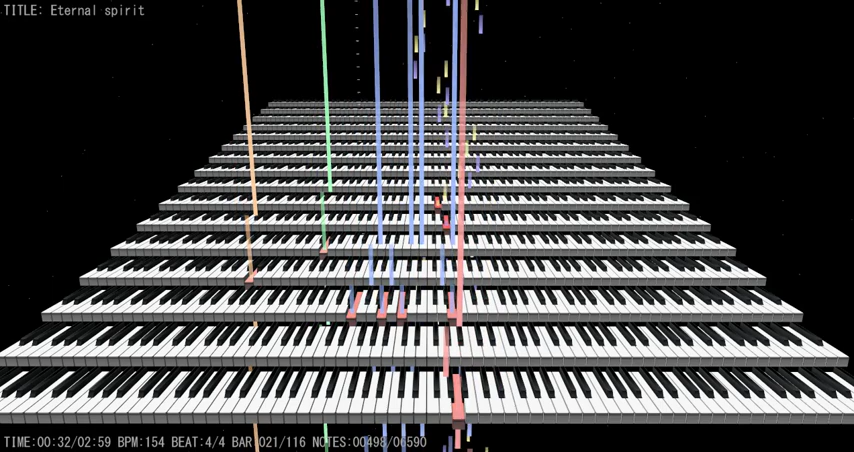 TITLE: Eternal spirit
TIME:00:32/02:59 BPM:154 BEAT:4/4 BAR:021/116 NOTES:00498/06590